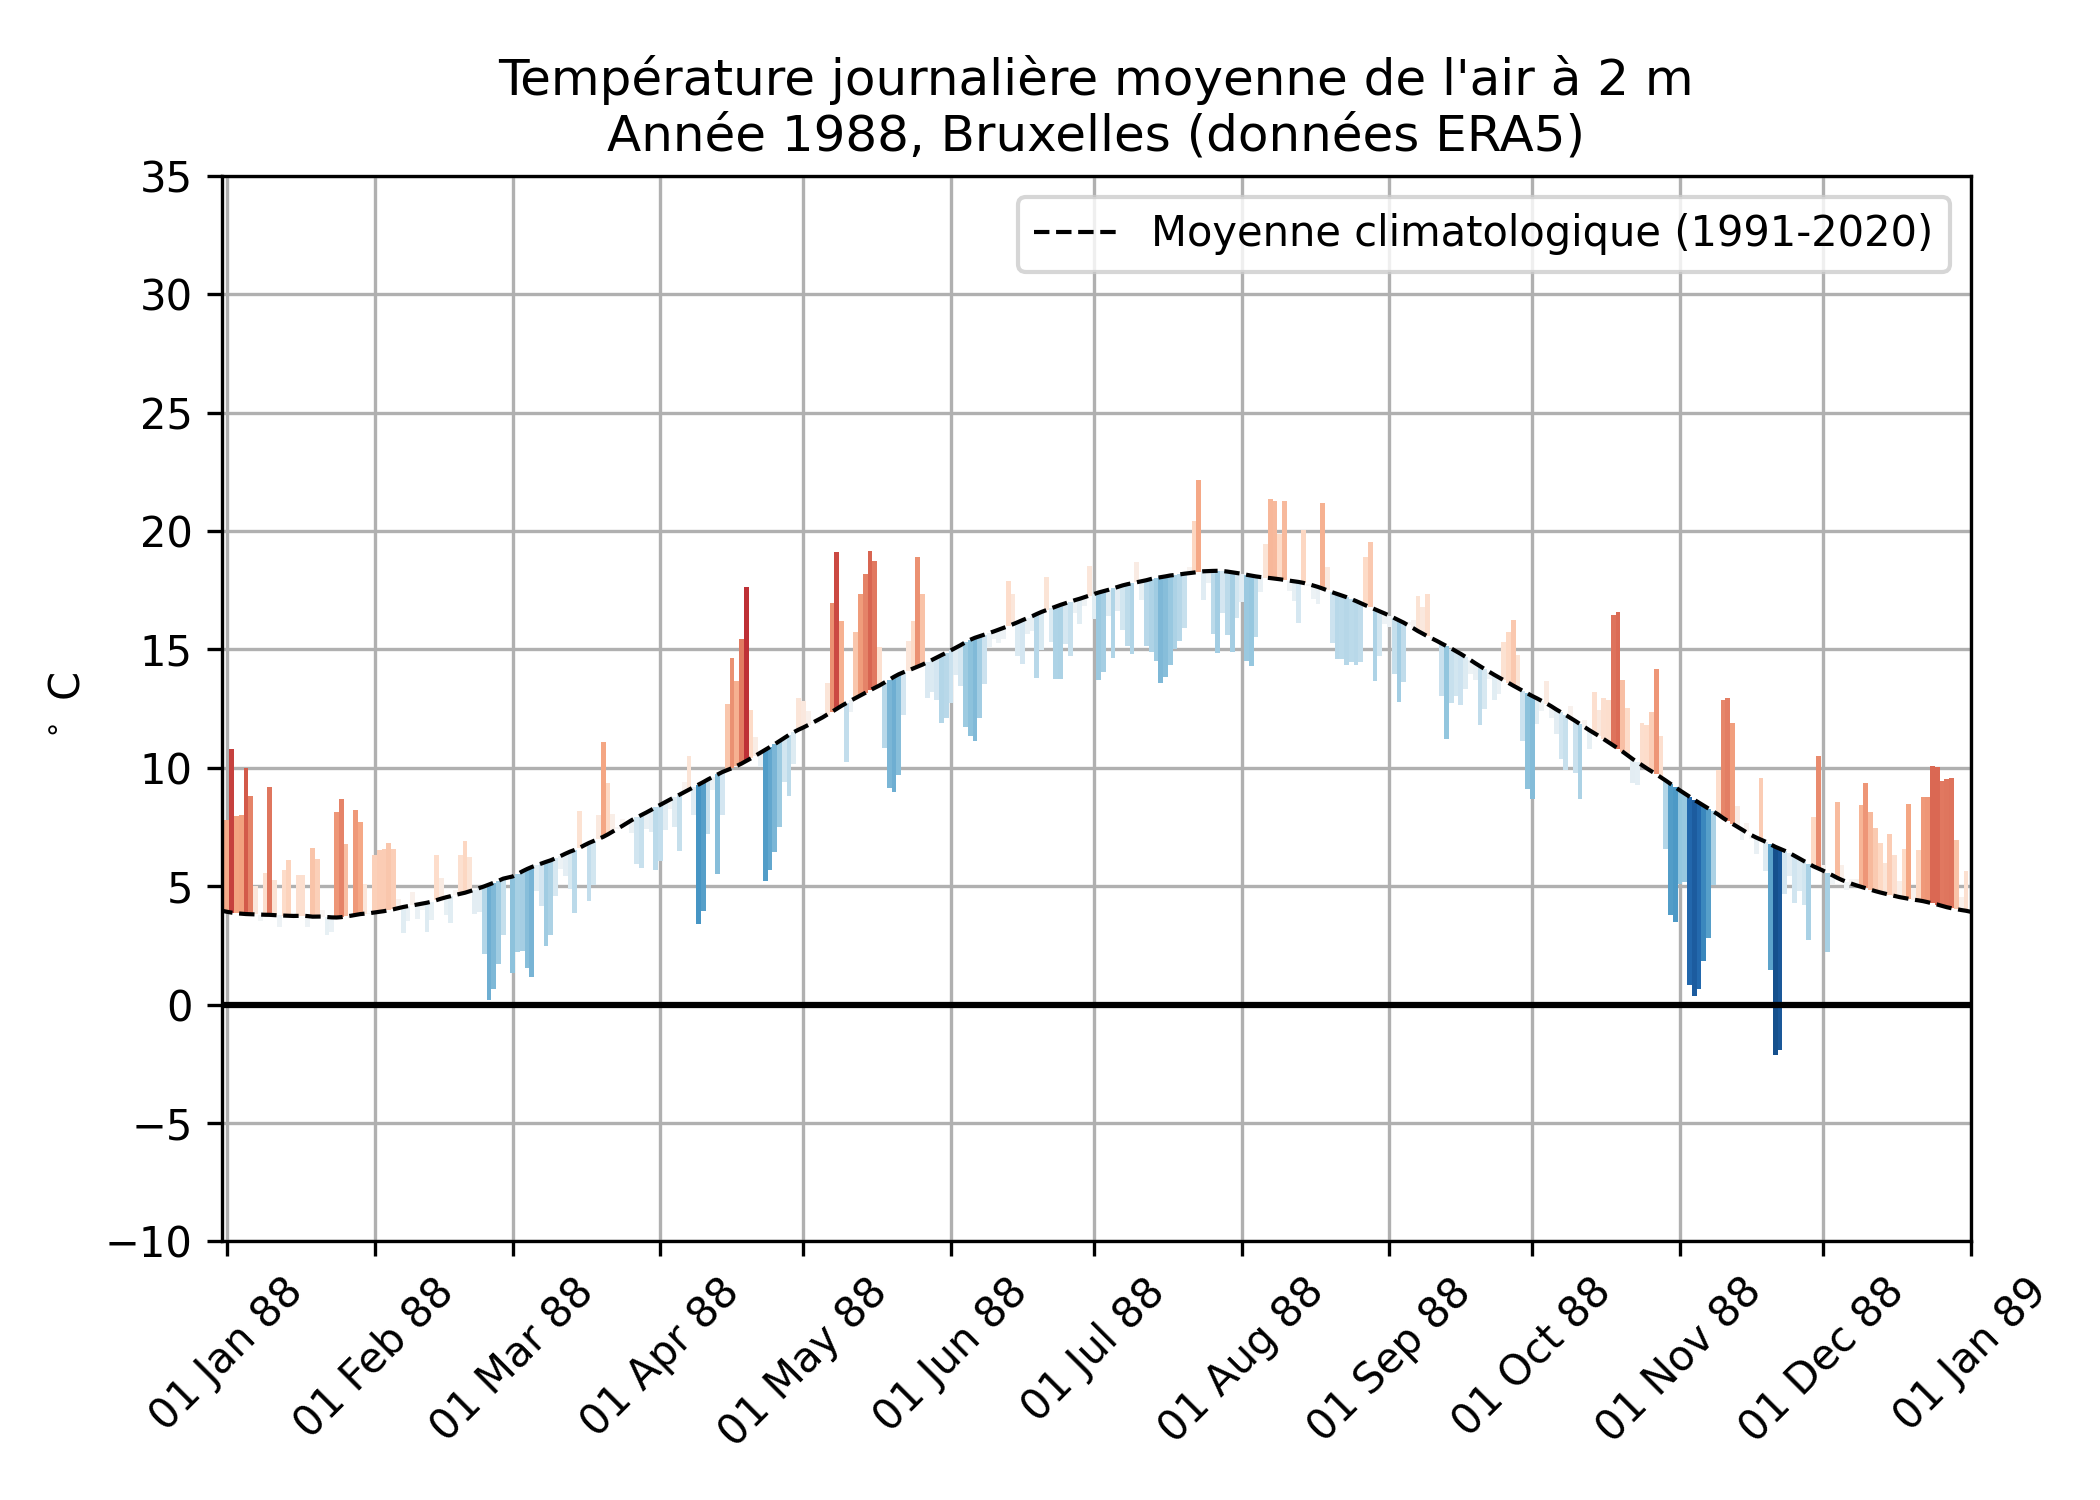 Température journalière moyenne de l'air à 2 m
Année 1988, Bruxelles (données ERA5)
Moyenne climatologique (1991-2020)
35
30
25
20
15
10
5
0
−5
−10
° C
01 Jan 88
01 Feb 88
01 Mar 88
01 Apr 88
01 May 88
01 Jun 88
01 Jul 88
01 Aug 88
01 Sep 88
01 Oct 88
01 Nov 88
01 Dec 88
01 Jan 89